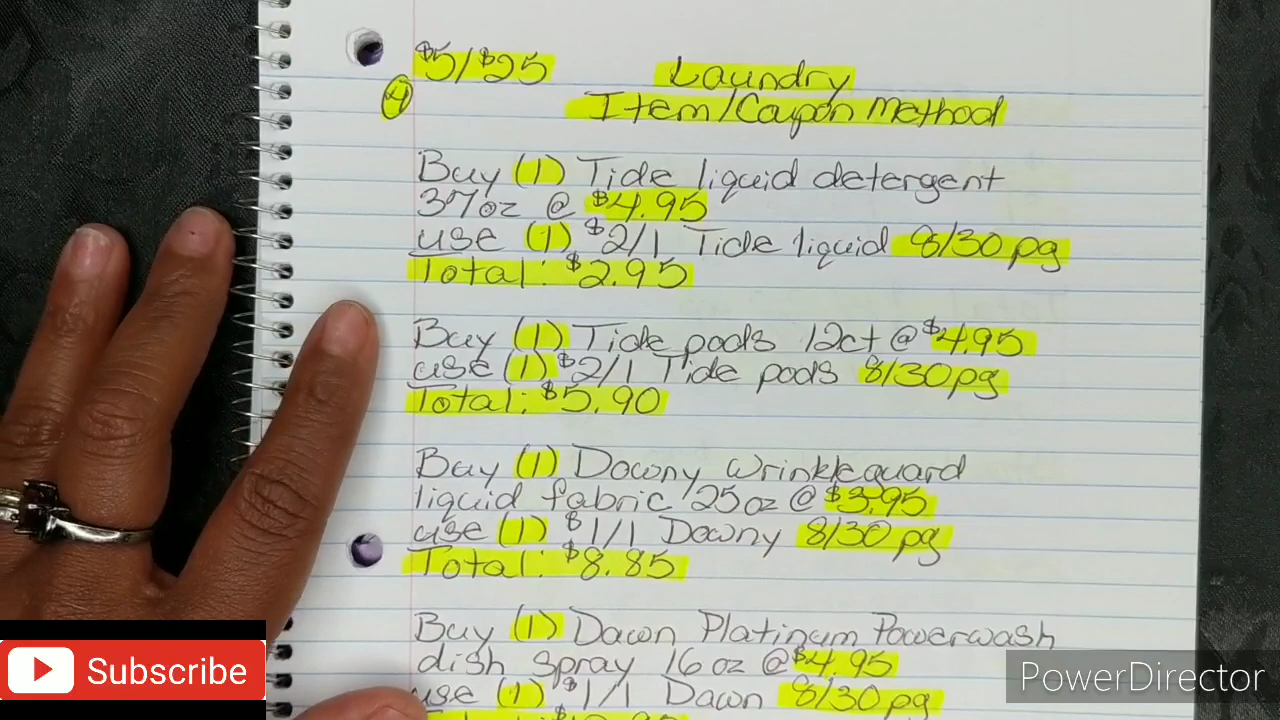 $5/$25 Laundry
4 Item/Coupon Method
Buy (1) Tide liquid detergent
37oz @ $4.95
use (1) $2/1 Tide liquid 8/30 pg
Total: $2.95
Buy (1) Tide pods 12ct @ $4.95
use (1) $2/1 Tide pods 8/30 pg
Total: $5.90
Buy (1) Downy Wrinkleguard
liquid fabric 25oz @ $3.95
use (1) $1/1 Downy 8/30 pg
Total: $8.85
Buy (1) Dawn Platinum Powerwash
dish spray 16oz @ $4.95
use (1) $1/1 Dawn 8/30 pg
Subscribe
PowerDirector